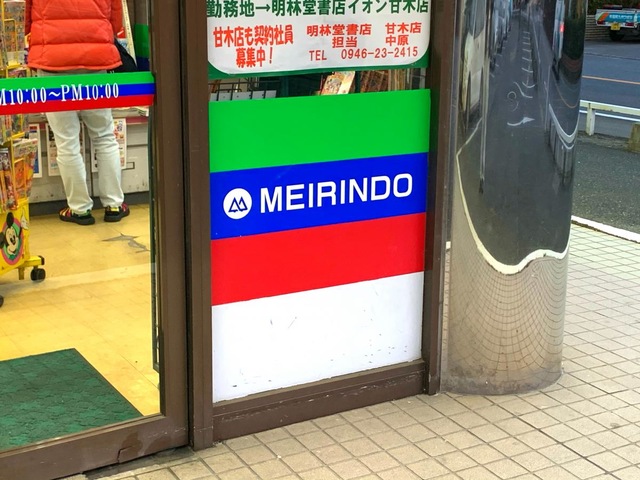 勤務地→明林堂書店イオン甘木店
甘木店も契約社員
募集中！
明林堂書店 甘木店
担当 中原
TEL 0946-23-2415
M10:00~PM10:00
MEIRINDO